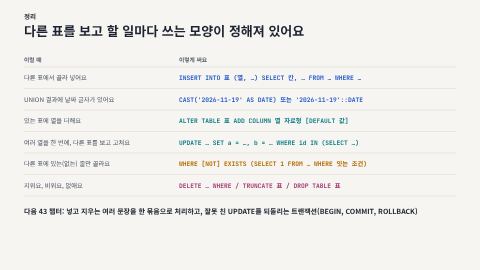 정리
다른 표를 보고 할 일마다 쓰는 모양이 정해져 있어요
이럴 때 이렇게 써요
다른 표에서 골라 넣어요 INSERT INTO 표 (열, …) SELECT 칸, … FROM … WHERE …
UNION 결과에 날짜 글자가 있어요 CAST('2026-11-19' AS DATE) 또는 '2026-11-19'::DATE
있는 표에 열을 더해요 ALTER TABLE 표 ADD COLUMN 열 자료형 [DEFAULT 값]
여러 열을 한 번에, 다른 표를 보고 고쳐요 UPDATE … SET a = …, b = … WHERE id IN (SELECT …)
다른 표에 있는(없는) 줄만 골라요 WHERE [NOT] EXISTS (SELECT 1 FROM … WHERE 잇는 조건)
지워요, 비워요, 없애요 DELETE … WHERE / TRUNCATE 표 / DROP TABLE 표
다음 43 챕터: 넣고 지우는 여러 문장을 한 묶음으로 처리하고, 잘못 친 UPDATE를 되돌리는 트랜잭션(BEGIN, COMMIT, ROLLBACK)